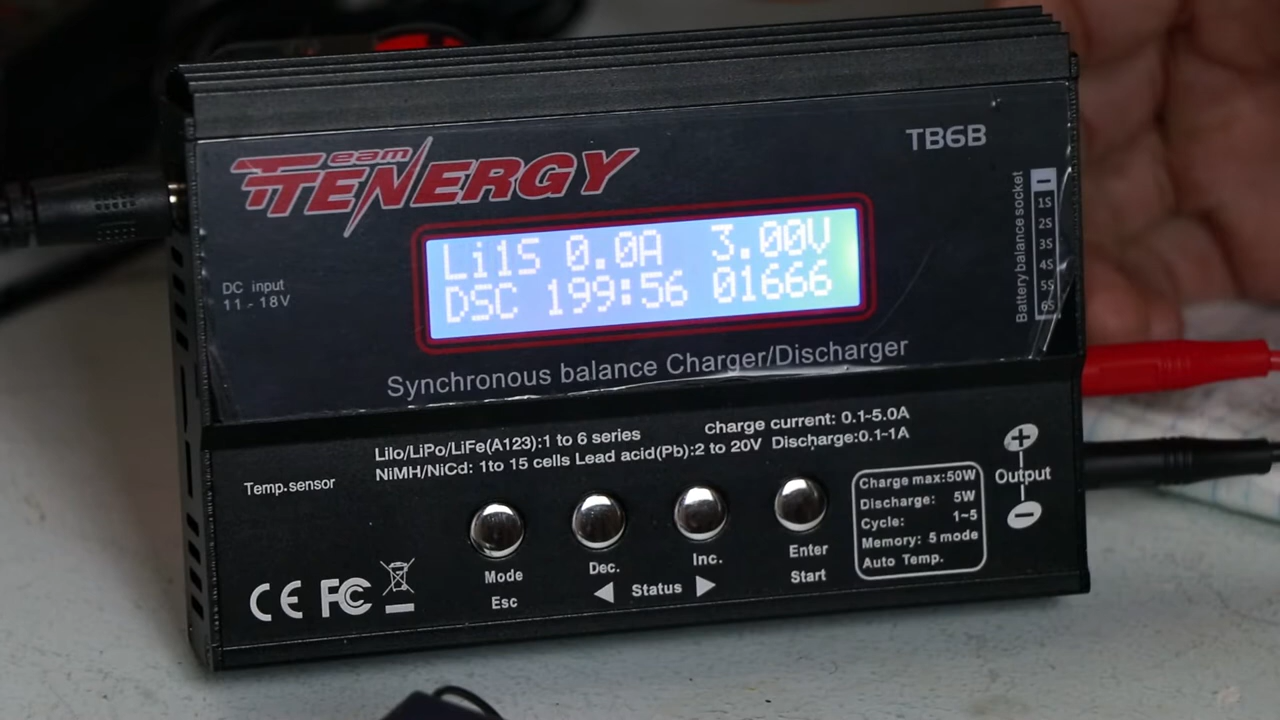 Team TENERGY
TB6B
Li1S 0.0A 3.00V
DSC 199:56 01666
DC input
11 - 18V
Battery balance socket
1S
2S
3S
4S
5S
6S
Synchronous balance Charger/Discharger
LiIo/LiPo/LiFe(A123):1 to 6 series
Charge current: 0.1-5.0A
NiMH/NiCd: 1to 15 cells Lead acid(Pb):2 to 20V Discharge:0.1-1A
Temp.sensor
Mode
Esc
Dec.
Inc.
Status
Enter
Start
Charge max:50W
Discharge: 5W
Cycle: 1~5
Memory: 5 mode
Auto Temp.
+
Output
-
CE FC